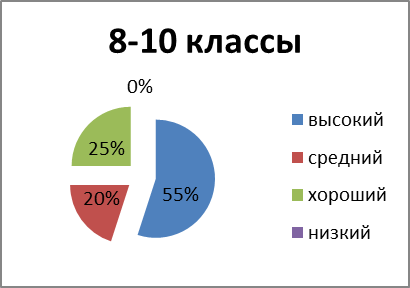 8-10 классы
0%
25%
20%
55%
высокий
средний
хороший
низкий